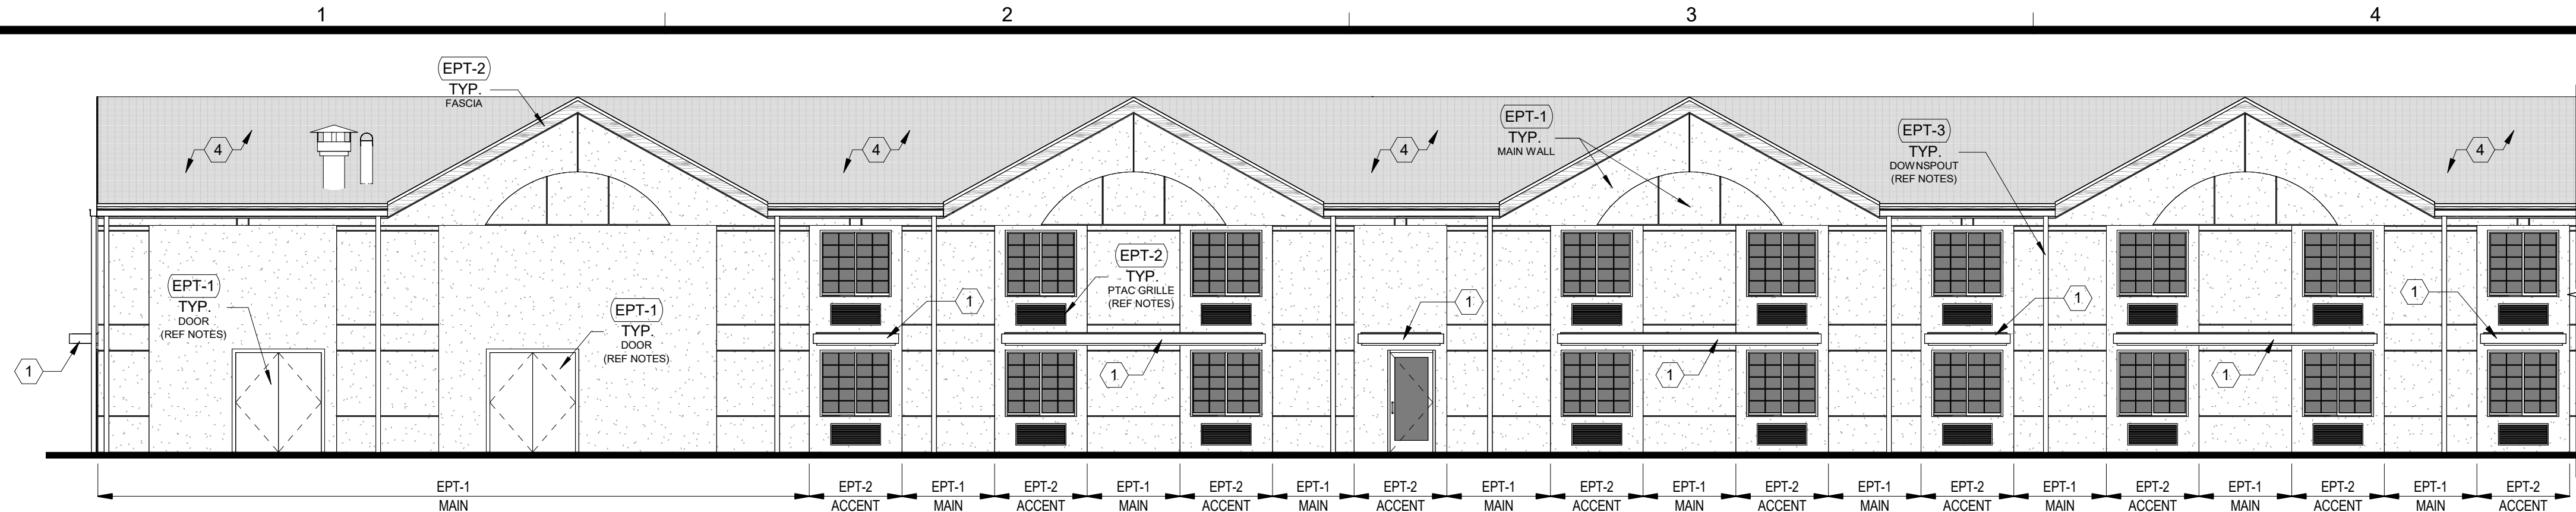 1
2
3
4
EPT-2
TYP.
FASCIA
4
4
4
EPT-1
TYP.
MAIN WALL
EPT-3
TYP.
DOWNSPOUT
(REF NOTES)
4
EPT-1
TYP.
DOOR
(REF NOTES)
EPT-1
TYP.
DOOR
(REF NOTES)
EPT-2
TYP.
PTAC GRILLE
(REF NOTES)
1
1
1
1
1
1
1
1
1
EPT-1
MAIN
EPT-2
ACCENT
EPT-1
MAIN
EPT-2
ACCENT
EPT-1
MAIN
EPT-2
ACCENT
EPT-1
MAIN
EPT-2
ACCENT
EPT-1
MAIN
EPT-2
ACCENT
EPT-1
MAIN
EPT-2
ACCENT
EPT-1
MAIN
EPT-2
ACCENT
EPT-1
MAIN
EPT-2
ACCENT
EPT-1
MAIN
EPT-2
ACCENT
EPT-1
MAIN
EPT-2
ACCENT